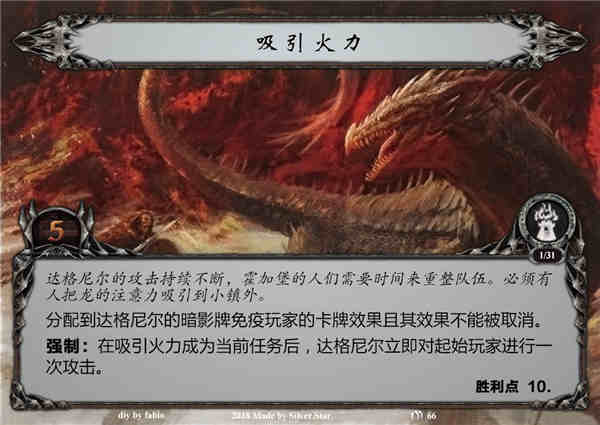 吸引火力
5
1/31
达格尼尔的攻击持续不断，霍加堡的人们需要时间来重整队伍。必须有
人把龙的注意力吸引到小镇外。
分配到达格尼尔的暗影牌免疫玩家的卡牌效果且其效果不能被取消。
强制：在吸引火力成为当前任务后，达格尼尔立即对起始玩家进行一
次攻击。
胜利点 10.
diy by fabio
2018 Made by Silver.Star.
66